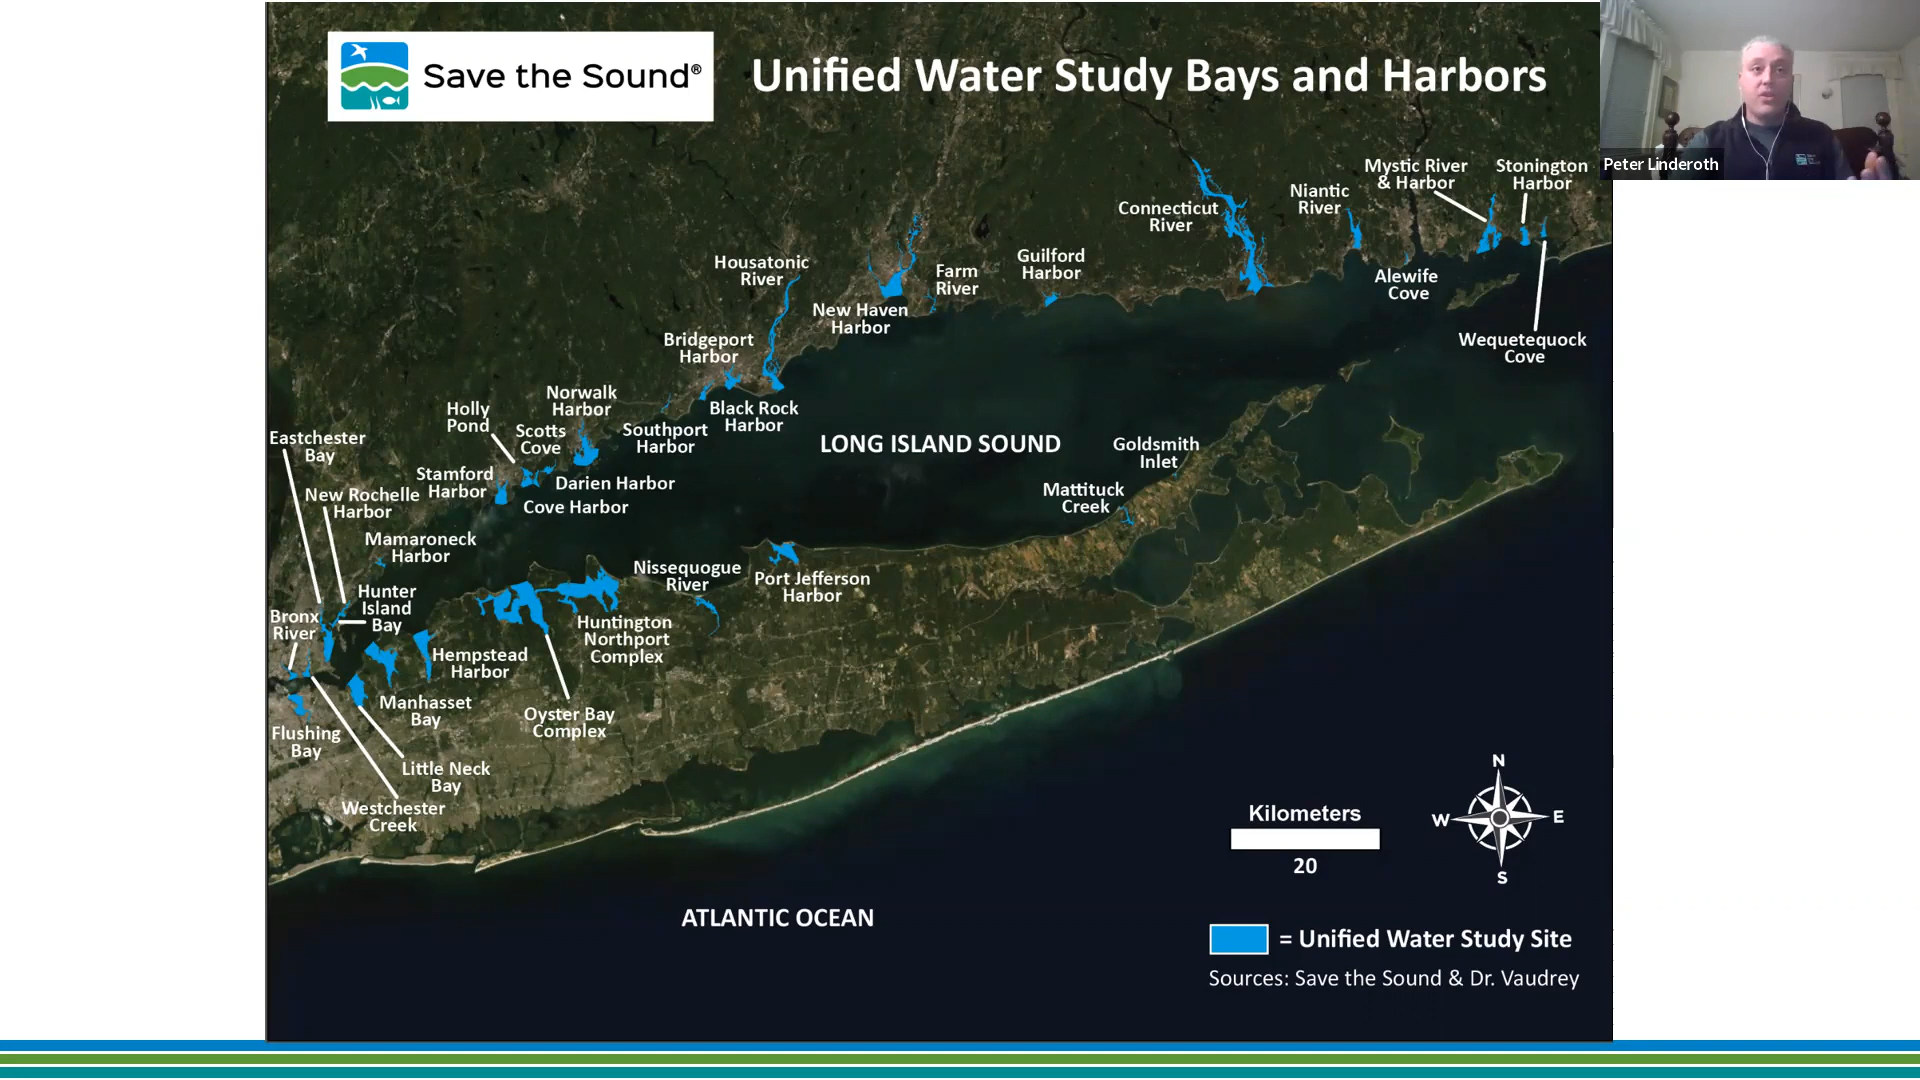 Save the Sound®
Unified Water Study Bays and Harbors
Peter Linderoth
Mystic River
& Harbor
Stonington
Harbor
Niantic
River
Connecticut
River
Alewife
Cove
Wequetequock
Cove
Guilford
Harbor
Farm
River
Housatonic
River
New Haven
Harbor
Bridgeport
Harbor
Black Rock
Harbor
Norwalk
Harbor
Southport
Harbor
Holly
Pond
Scotts
Cove
Darien Harbor
Cove Harbor
Stamford
Harbor
Eastchester
Bay
New Rochelle
Harbor
Mamaroneck
Harbor
Hunter
Island
Bay
Bronx
River
LONG ISLAND SOUND
Goldsmith
Inlet
Mattituck
Creek
Nissequogue
River
Port Jefferson
Harbor
Huntington
Northport
Complex
Hempstead
Harbor
Manhasset
Bay
Oyster Bay
Complex
Flushing
Bay
Little Neck
Bay
Westchester
Creek
ATLANTIC OCEAN
Kilometers
20
N
W
E
S
= Unified Water Study Site
Sources: Save the Sound & Dr. Vaudrey